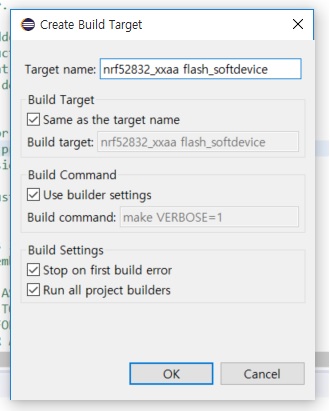 Create Build Target
Target name: nrf52832_xxaa flash_softdevice
Build Target
Same as the target name
Build target: nrf52832_xxaa flash_softdevice
Build Command
Use builder settings
Build command: make VERBOSE=1
Build Settings
Stop on first build error
Run all project builders
OK Cancel